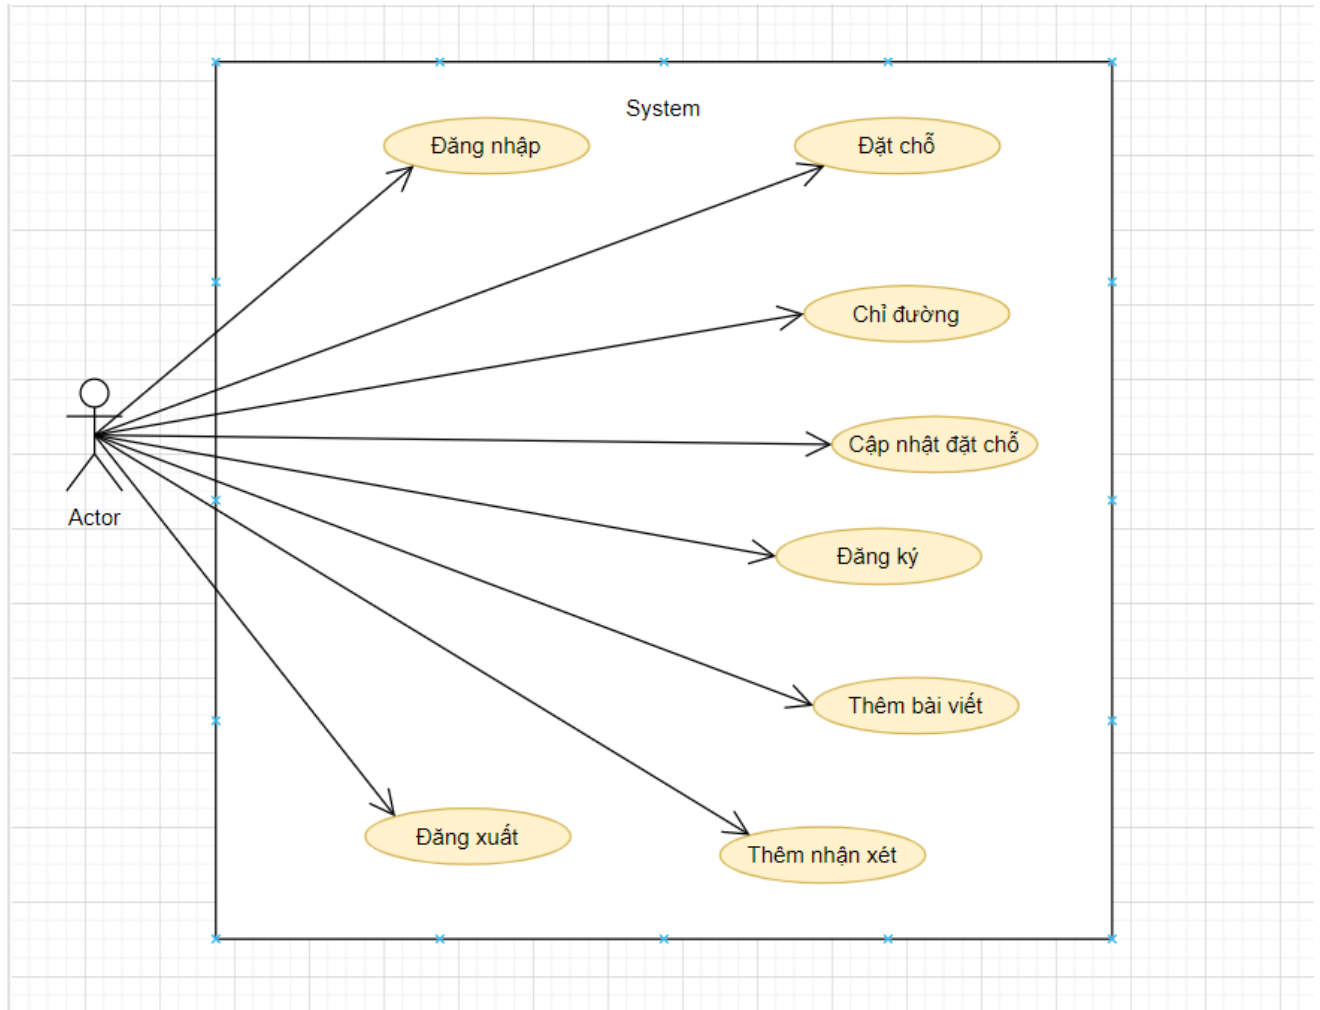 System
Đăng nhập
Đặt chỗ
Chỉ đường
Cập nhật đặt chỗ
Actor
Đăng ký
Thêm bài viết
Đăng xuất
Thêm nhận xét